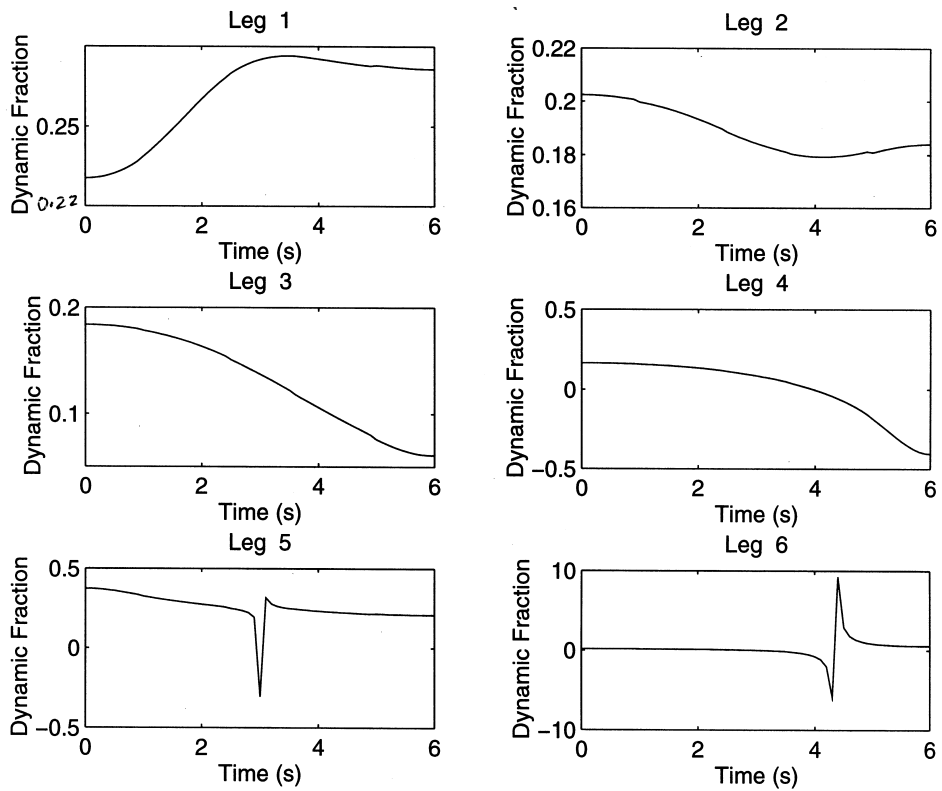 Leg 1
Dynamic Fraction
0.25
0.22
0 2 4 6
Time (s)
Leg 2
Dynamic Fraction
0.22
0.2
0.18
0.16
0 2 4 6
Time (s)
Leg 3
Dynamic Fraction
0.2
0.1
0 2 4 6
Time (s)
Leg 4
Dynamic Fraction
0.5
0
−0.5
0 2 4 6
Time (s)
Leg 5
Dynamic Fraction
0.5
0
−0.5
0 2 4 6
Time (s)
Leg 6
Dynamic Fraction
10
0
−10
0 2 4 6
Time (s)